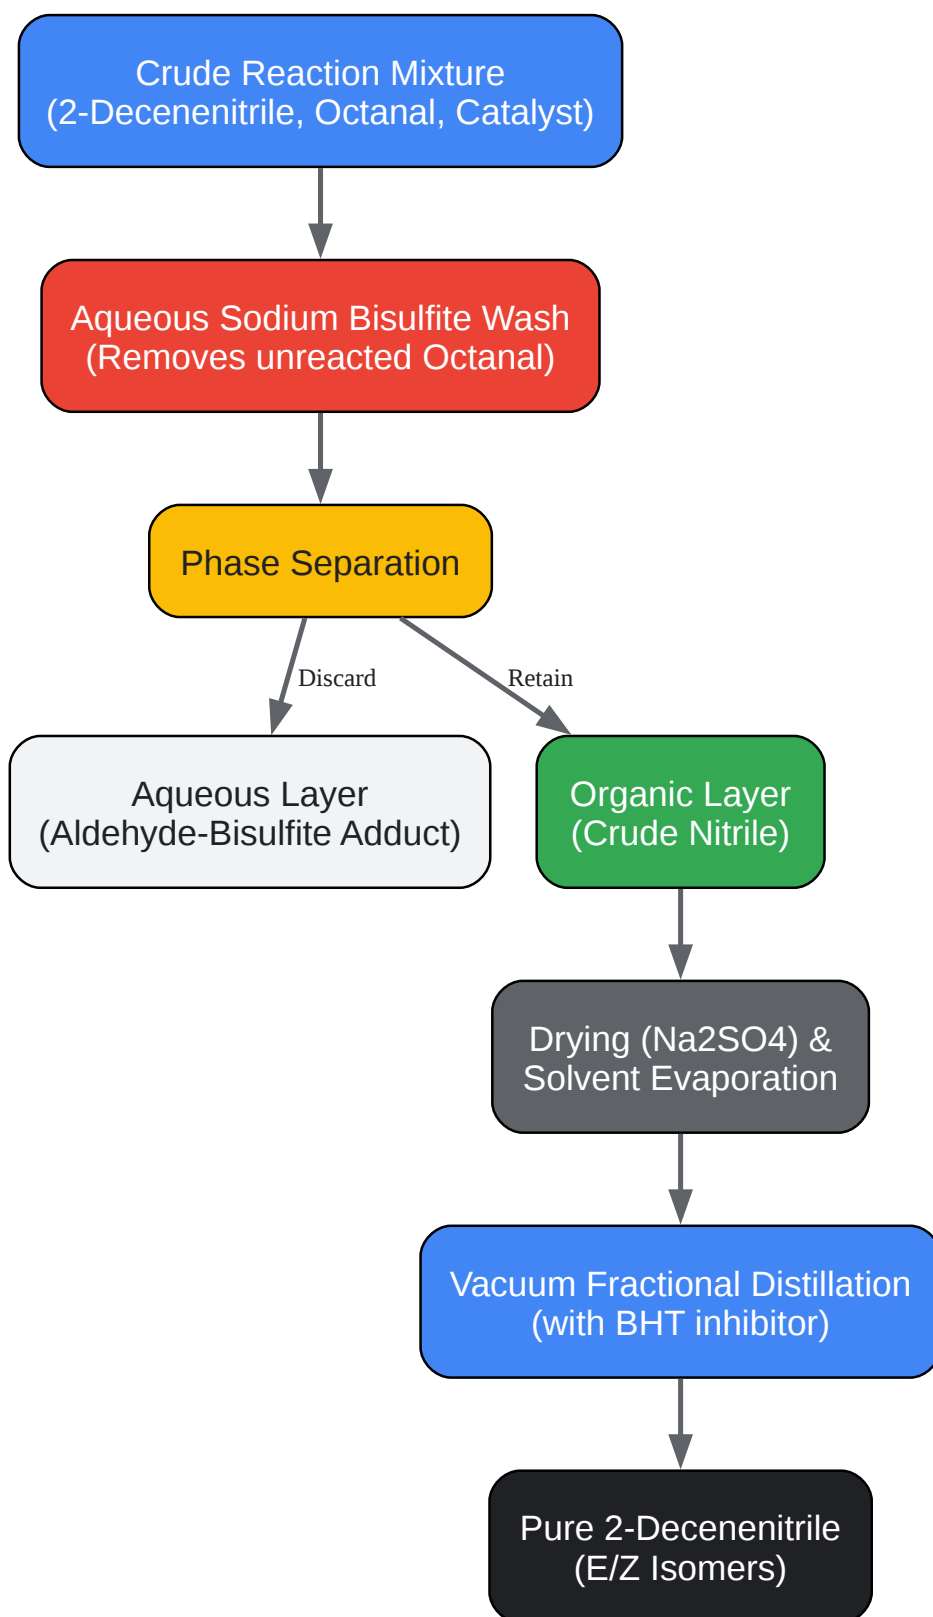 Crude Reaction Mixture
(2-Decenenitrile, Octanal, Catalyst)
Aqueous Sodium Bisulfite Wash
(Removes unreacted Octanal)
Phase Separation
Discard
Retain
Aqueous Layer
(Aldehyde-Bisulfite Adduct)
Organic Layer
(Crude Nitrile)
Drying (Na2SO4) &
Solvent Evaporation
Vacuum Fractional Distillation
(with BHT inhibitor)
Pure 2-Decenenitrile
(E/Z Isomers)